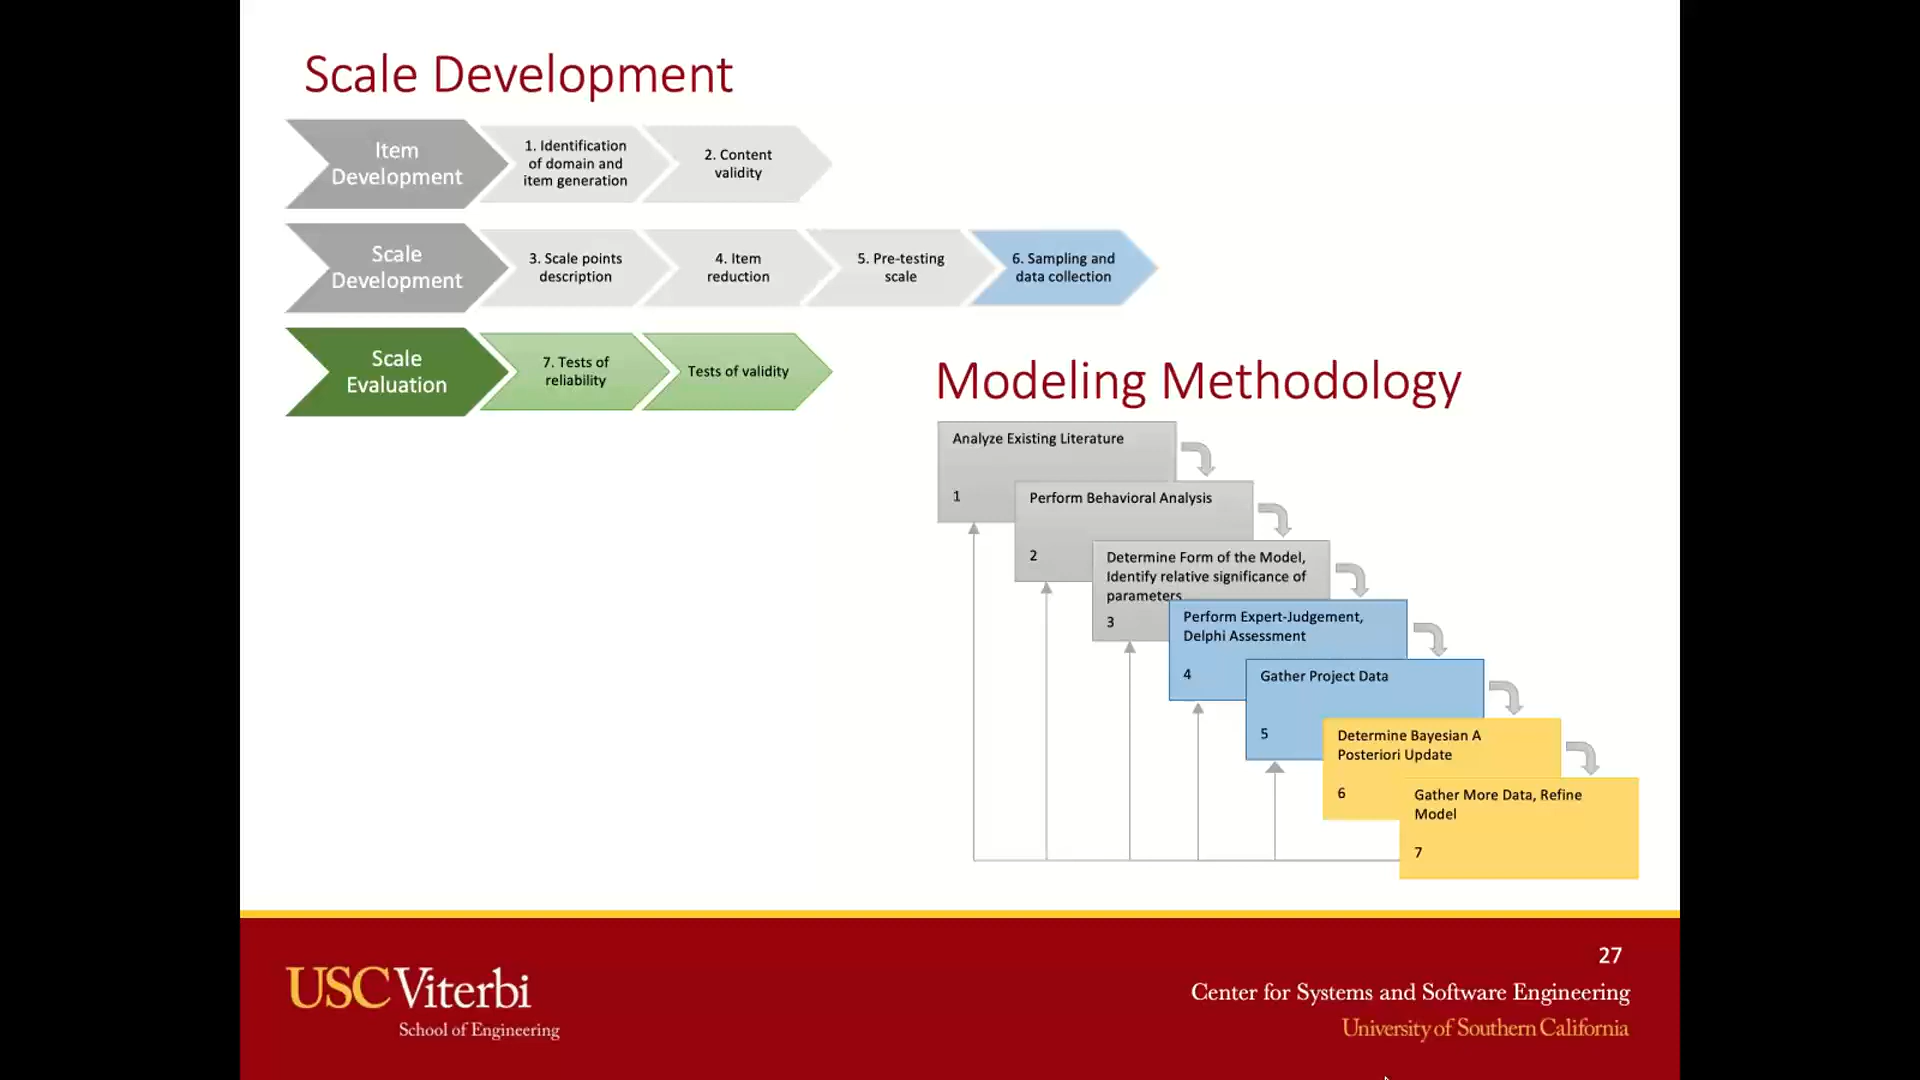 Scale Development
Item
Development
1. Identification
of domain and
item generation
2. Content
validity
Scale
Development
3. Scale points
description
4. Item
reduction
5. Pre-testing
scale
6. Sampling and
data collection
Scale
Evaluation
7. Tests of
reliability
Tests of validity
Modeling Methodology
Analyze Existing Literature
1
Perform Behavioral Analysis
2
Determine Form of the Model,
Identify relative significance of
parameters
3
Perform Expert-Judgement,
Delphi Assessment
4
Gather Project Data
5
Determine Bayesian A
Posteriori Update
6
Gather More Data, Refine
Model
7
USC Viterbi
School of Engineering
27
Center for Systems and Software Engineering
University of Southern California